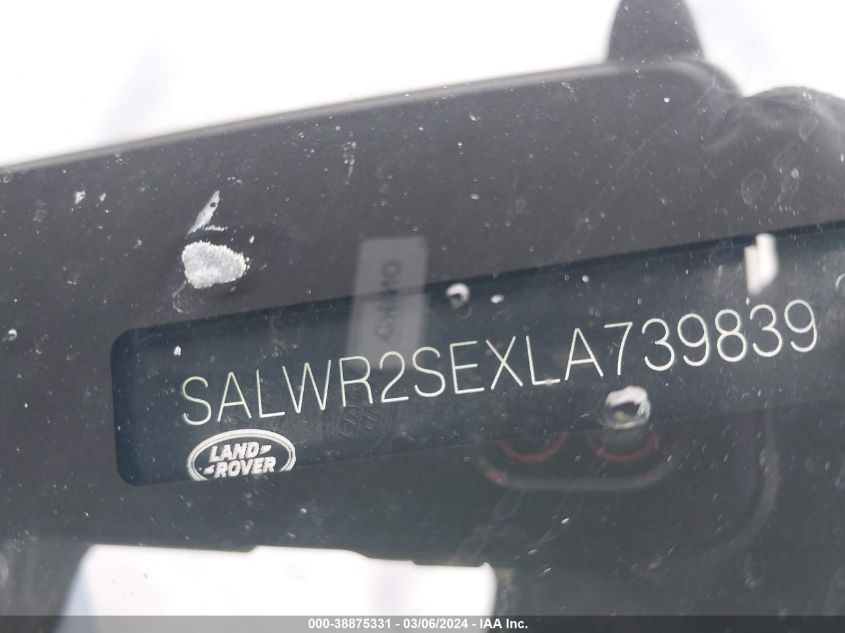 SALWR2SEXLA739839
LAND
ROVER
000-38875331 - 03/06/2024 - IAA Inc.